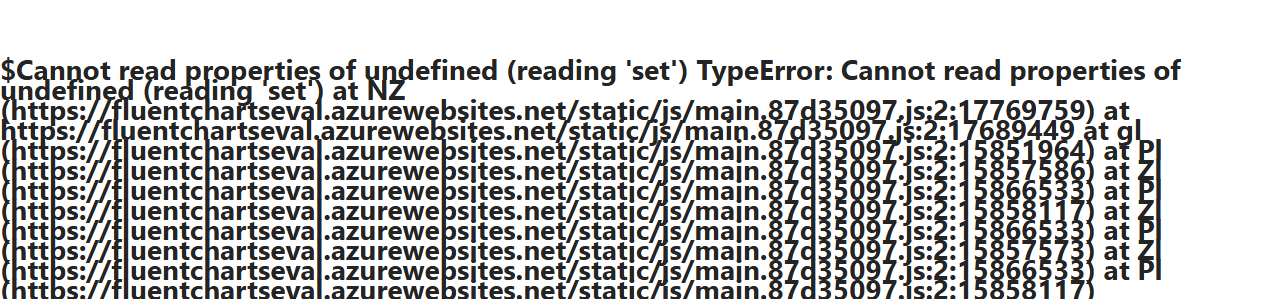 $Cannot read properties of undefined (reading 'set') TypeError: Cannot read properties of
undefined (reading 'set') at NZ
(https://fluentchartseval.azurewebsites.net/static/js/main.87d35097.js:2:17769759) at
https://fluentchartseval.azurewebsites.net/static/js/main.87d35097.js:2:17689449 at gl
(https://fluentchartseval.azurewebsites.net/static/js/main.87d35097.js:2:15851964) at Pl
(https://fluentchartseval.azurewebsites.net/static/js/main.87d35097.js:2:15857586) at Zl
(https://fluentchartseval.azurewebsites.net/static/js/main.87d35097.js:2:15866533) at Pl
(https://fluentchartseval.azurewebsites.net/static/js/main.87d35097.js:2:15858117) at Zl
(https://fluentchartseval.azurewebsites.net/static/js/main.87d35097.js:2:15866533) at Pl
(https://fluentchartseval.azurewebsites.net/static/js/main.87d35097.js:2:15857573) at Zl
(https://fluentchartseval.azurewebsites.net/static/js/main.87d35097.js:2:15866533) at Pl
(https://fluentchartseval.azurewebsites.net/static/js/main.87d35097.js:2:15858117)